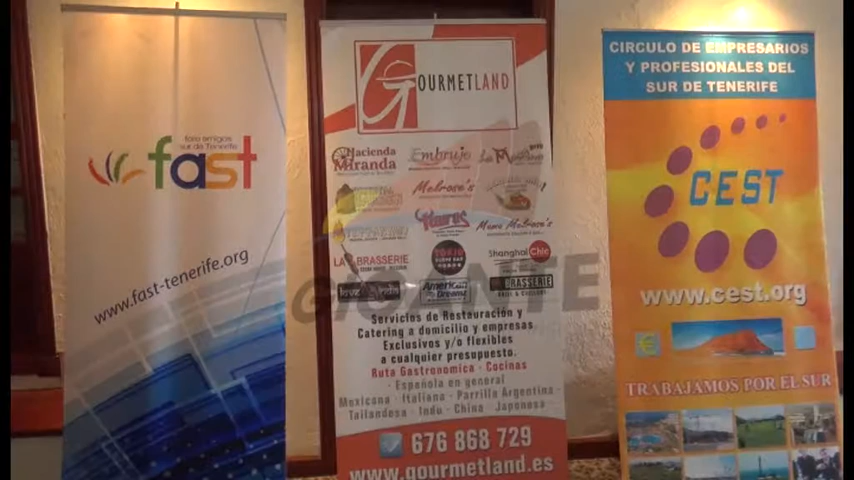 foro amigos
sur de Tenerife
fast
www.fast-tenerife.org
GOURMETLAND
Hacienda
Miranda
Embrujo
Melrose's
Mamma Melrose's
LA BRASSERIE
TOKIO
Shanghai Chic
American
Dreams
BRASSERIE
Servicios de Restauración y
Catering a domicilio y empresas
Exclusivos y/o flexibles
a cualquier presupuesto.
Ruta Gastronomica · Cocinas
· Española en general
Mexicana · Italiana · Parrilla Argentina ·
Tailandesa · Indu · China · Japonesa
676 868 729
www.gourmetland.es
CIRCULO DE EMPRESARIOS
Y PROFESIONALES DEL
SUR DE TENERIFE
CEST
www.cest.org
€
TRABAJAMOS POR EL SUR
GIGANTE